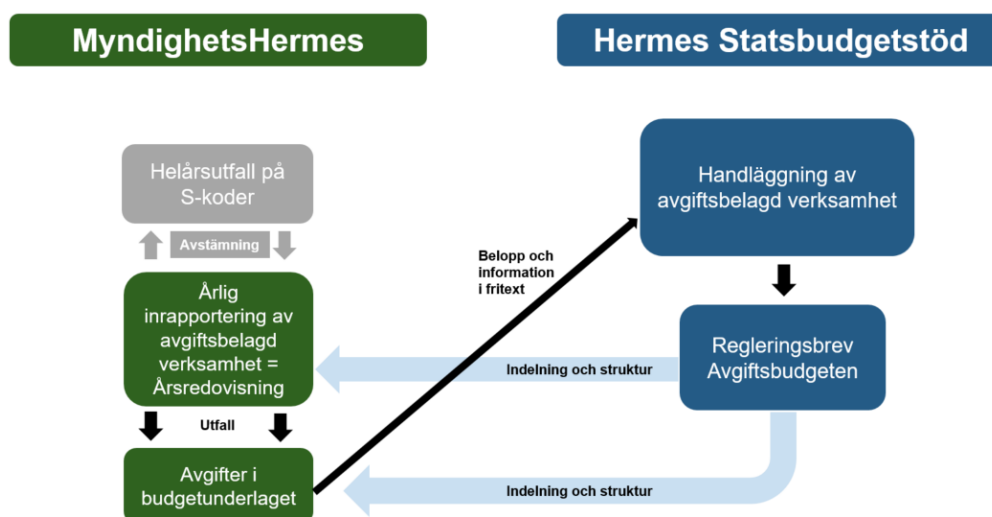 MyndighetsHermes
Hermes Statsbudgetstöd
Helårsutfall på
S-koder
Avstämning
Årlig
inrapportering av
avgiftsbelagd
verksamhet =
Årsredovisning
Utfall
Avgifter i
budgetunderlaget
Belopp och
information
i fritext
Handläggning av
avgiftsbelagd verksamhet
Regleringsbrev
Avgiftsbudgeten
Indelning och struktur
Indelning och struktur